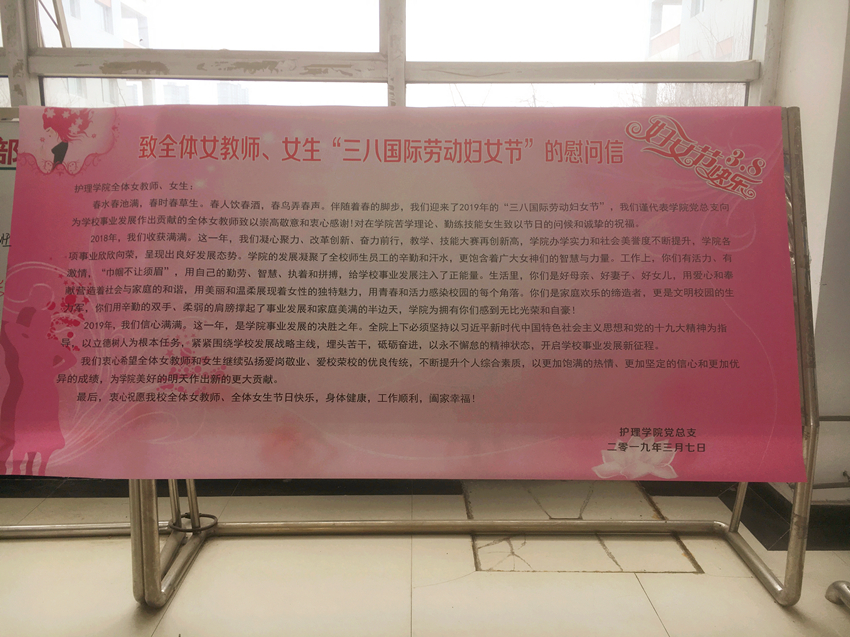 部
致全体女教师、女生“三八国际劳动妇女节”的慰问信
妇女节3.8
快乐
护理学院全体女教师，女生：
春水春池满，春时春草生。春人饮春酒，春鸟弄春声。伴随着春的脚步，我们迎来了2019年的“三八国际劳动妇女节”，我们谨代表学院党总支向
为学校事业发展作出贡献的全体女教师致以崇高敬意和衷心感谢！对在学院苦学理论、勤练技能女生致以节日的问候和诚挚的祝福。
2018年，我们收获满满。这一年，我们凝心聚力、改革创新、奋力前行，教学、技能大赛再创新高，学院办学实力和社会美誉度不断提升，学院各
项事业欣欣向荣，呈现出良好发展态势。学院的发展凝聚了全校师生员工的辛勤和汗水，更饱含着广大女神们的智慧与力量。工作上，你们有活力、有
激情，“巾帼不让须眉”，用自己的勤劳、智慧、执着和拼搏，给学校事业发展注入了正能量。生活里，你们是好母亲、好妻子、好女儿，用爱心和奉
献营造着社会与家庭的和谐，用美丽和温柔展现着女性的独特魅力，用青春和活力感染校园的每个角落。你们是家庭欢乐的缔造者，更是文明校园的生
力军，你们用辛勤的双手、柔弱的肩膀撑起了事业发展和家庭美满的半边天，学院为拥有你们感到无比光荣和自豪！
2019年，我们信心满满。这一年，是学院事业发展的决胜之年。全院上下必须坚持以习近平新时代中国特色社会主义思想和党的十九大精神为指
导，以立德树人为根本任务，紧紧围绕学校发展战略主线，埋头苦干，砥砺奋进，以永不懈怠的精神状态，开启学校事业发展新征程。
我们衷心希望全体女教师和女生继续弘扬爱岗敬业、爱校荣校的优良传统，不断提升个人综合素质，以更加饱满的热情、更加坚定的信心和更加优
异的成绩，为学院美好的明天作出新的更大贡献。
最后，衷心祝愿我校全体女教师、全体女生节日快乐，身体健康，工作顺利，阖家幸福！
护理学院党总支
二零一九年三月七日